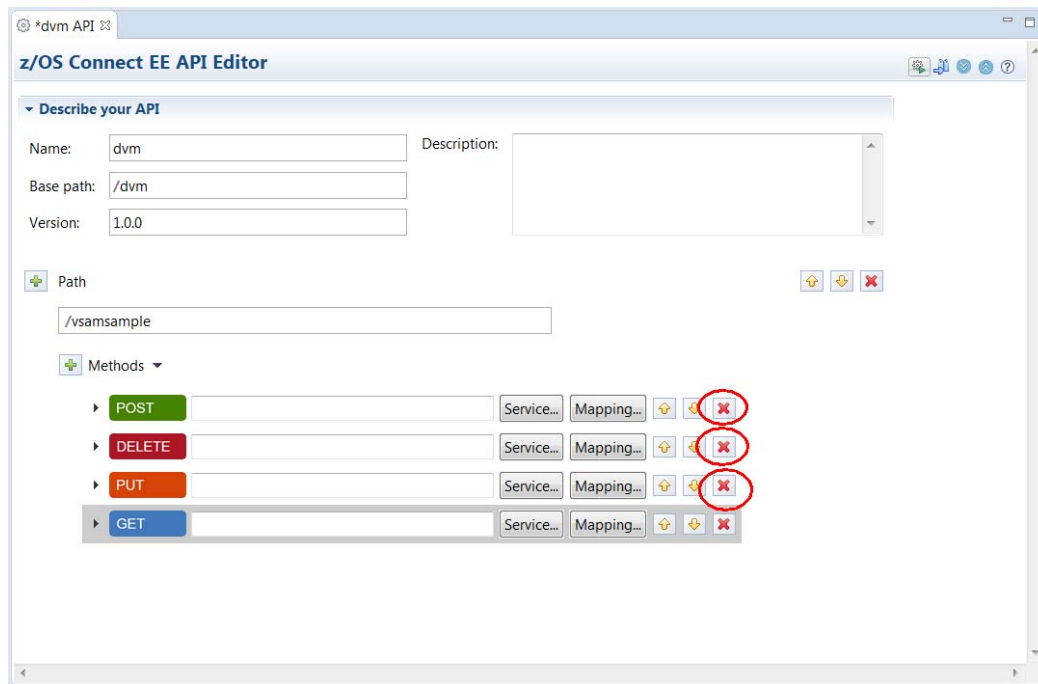 *dvm API
z/OS Connect EE API Editor
Describe your API
Name: dvm Description:
Base path: /dvm
Version: 1.0.0
Path
/vsamsample
Methods
POST Service... Mapping...
DELETE Service... Mapping...
PUT Service... Mapping...
GET Service... Mapping...